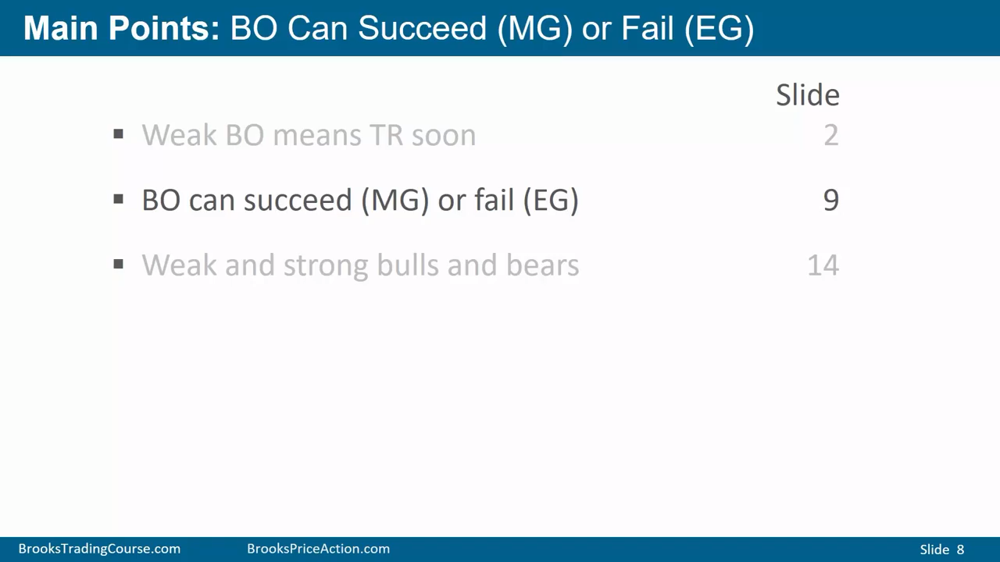 Main Points: BO Can Succeed (MG) or Fail (EG)
Slide
▪ Weak BO means TR soon 2
▪ BO can succeed (MG) or fail (EG) 9
▪ Weak and strong bulls and bears 14
BrooksTradingCourse.com BrooksPriceAction.com Slide 8